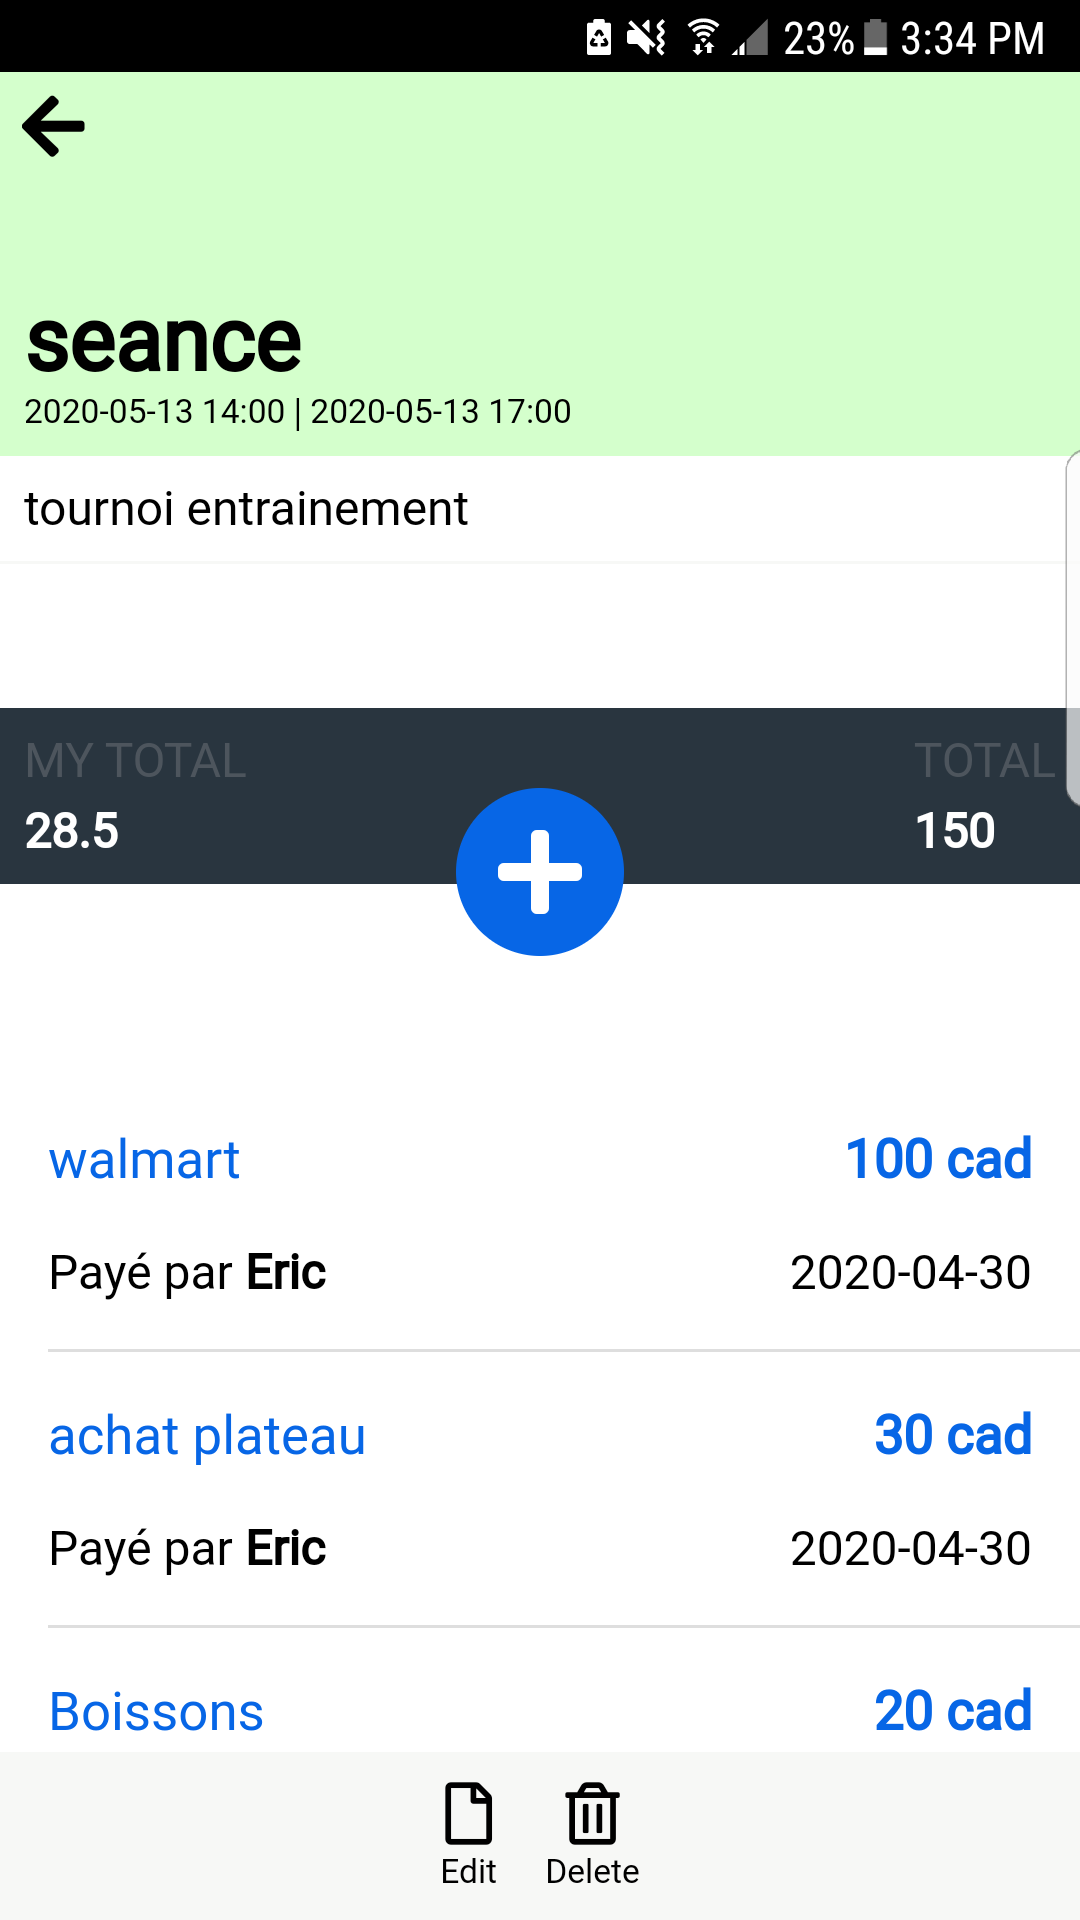 23% 3:34 PM
seance
2020-05-13 14:00 | 2020-05-13 17:00
tournoi entrainement
MY TOTAL TOTAL
28.5 150
walmart 100 cad
Payé par Eric 2020-04-30
achat plateau 30 cad
Payé par Eric 2020-04-30
Boissons 20 cad
Edit Delete